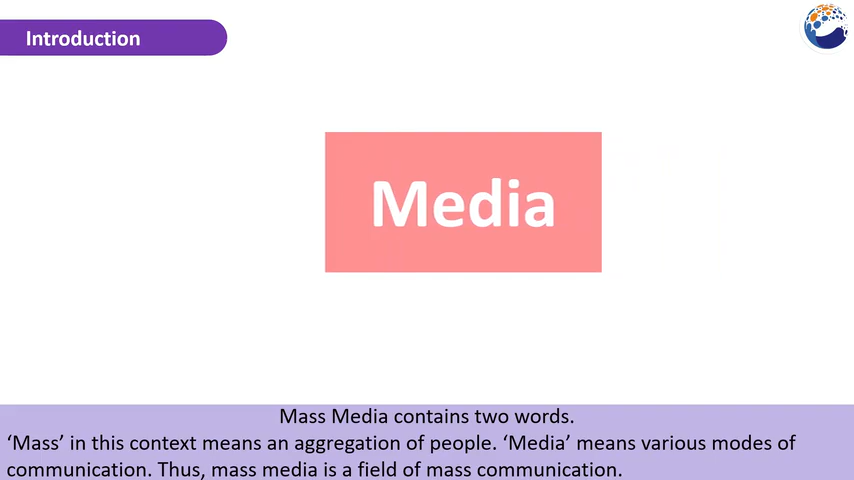 Introduction
Media
Mass Media contains two words.
‘Mass’ in this context means an aggregation of people. ‘Media’ means various modes of
communication. Thus, mass media is a field of mass communication.